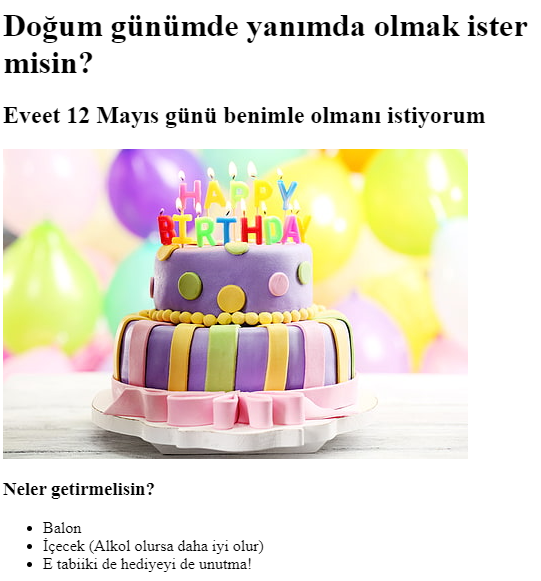 Doğum günümde yanımda olmak ister
misin?
Eveet 12 Mayıs günü benimle olmanı istiyorum
HAPPY
BIRTHDAY
Neler getirmelisin?
• Balon
• İçecek (Alkol olursa daha iyi olur)
• E tabiiki de hediyeyi de unutma!